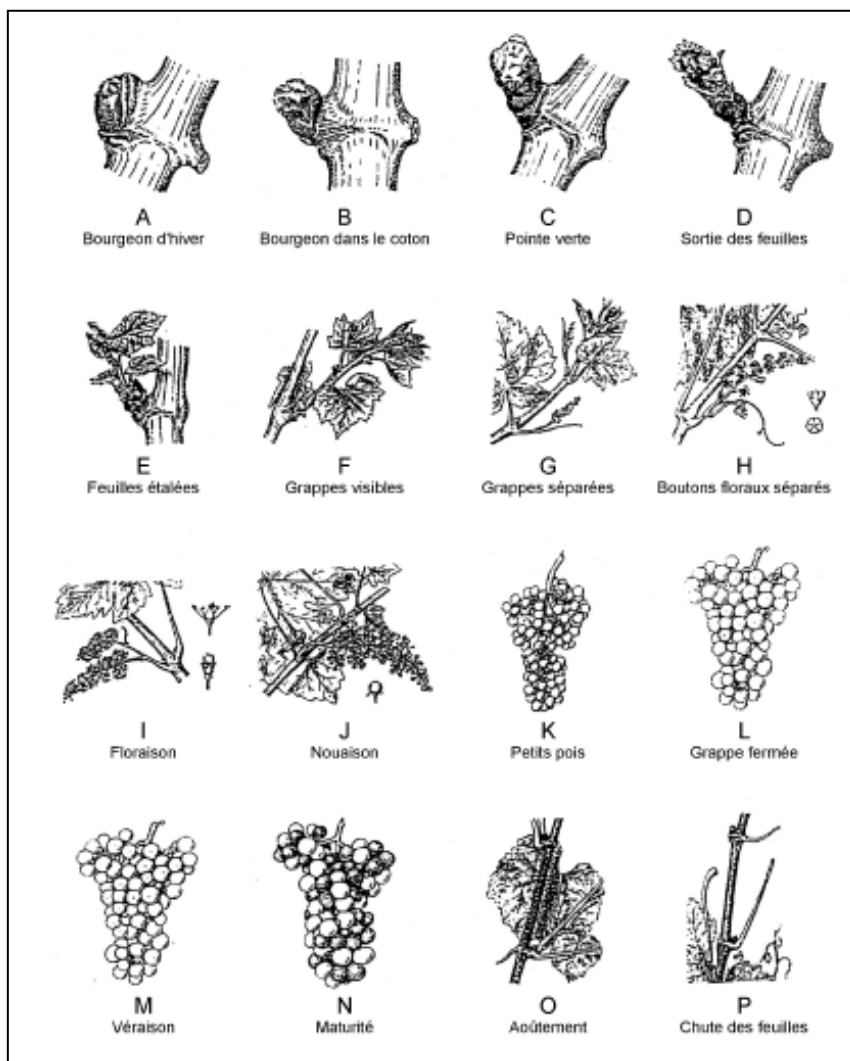 A B C D
Bourgeon d'hiver Bourgeon dans le coton Pointe verte Sortie des feuilles
E F G H
Feuilles étalées Grappes visibles Grappes séparées Boutons floraux séparés
I J K L
Floraison Nouaison Petits pois Grappe fermée
M N O P
Véraison Maturité Aoûtement Chute des feuilles